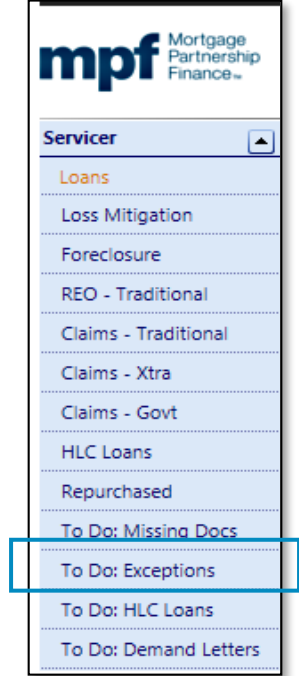 mpf Mortgage
Partnership
Finance™
Servicer
Loans
Loss Mitigation
Foreclosure
REO - Traditional
Claims - Traditional
Claims - Xtra
Claims - Govt
HLC Loans
Repurchased
To Do: Missing Docs
To Do: Exceptions
To Do: HLC Loans
To Do: Demand Letters